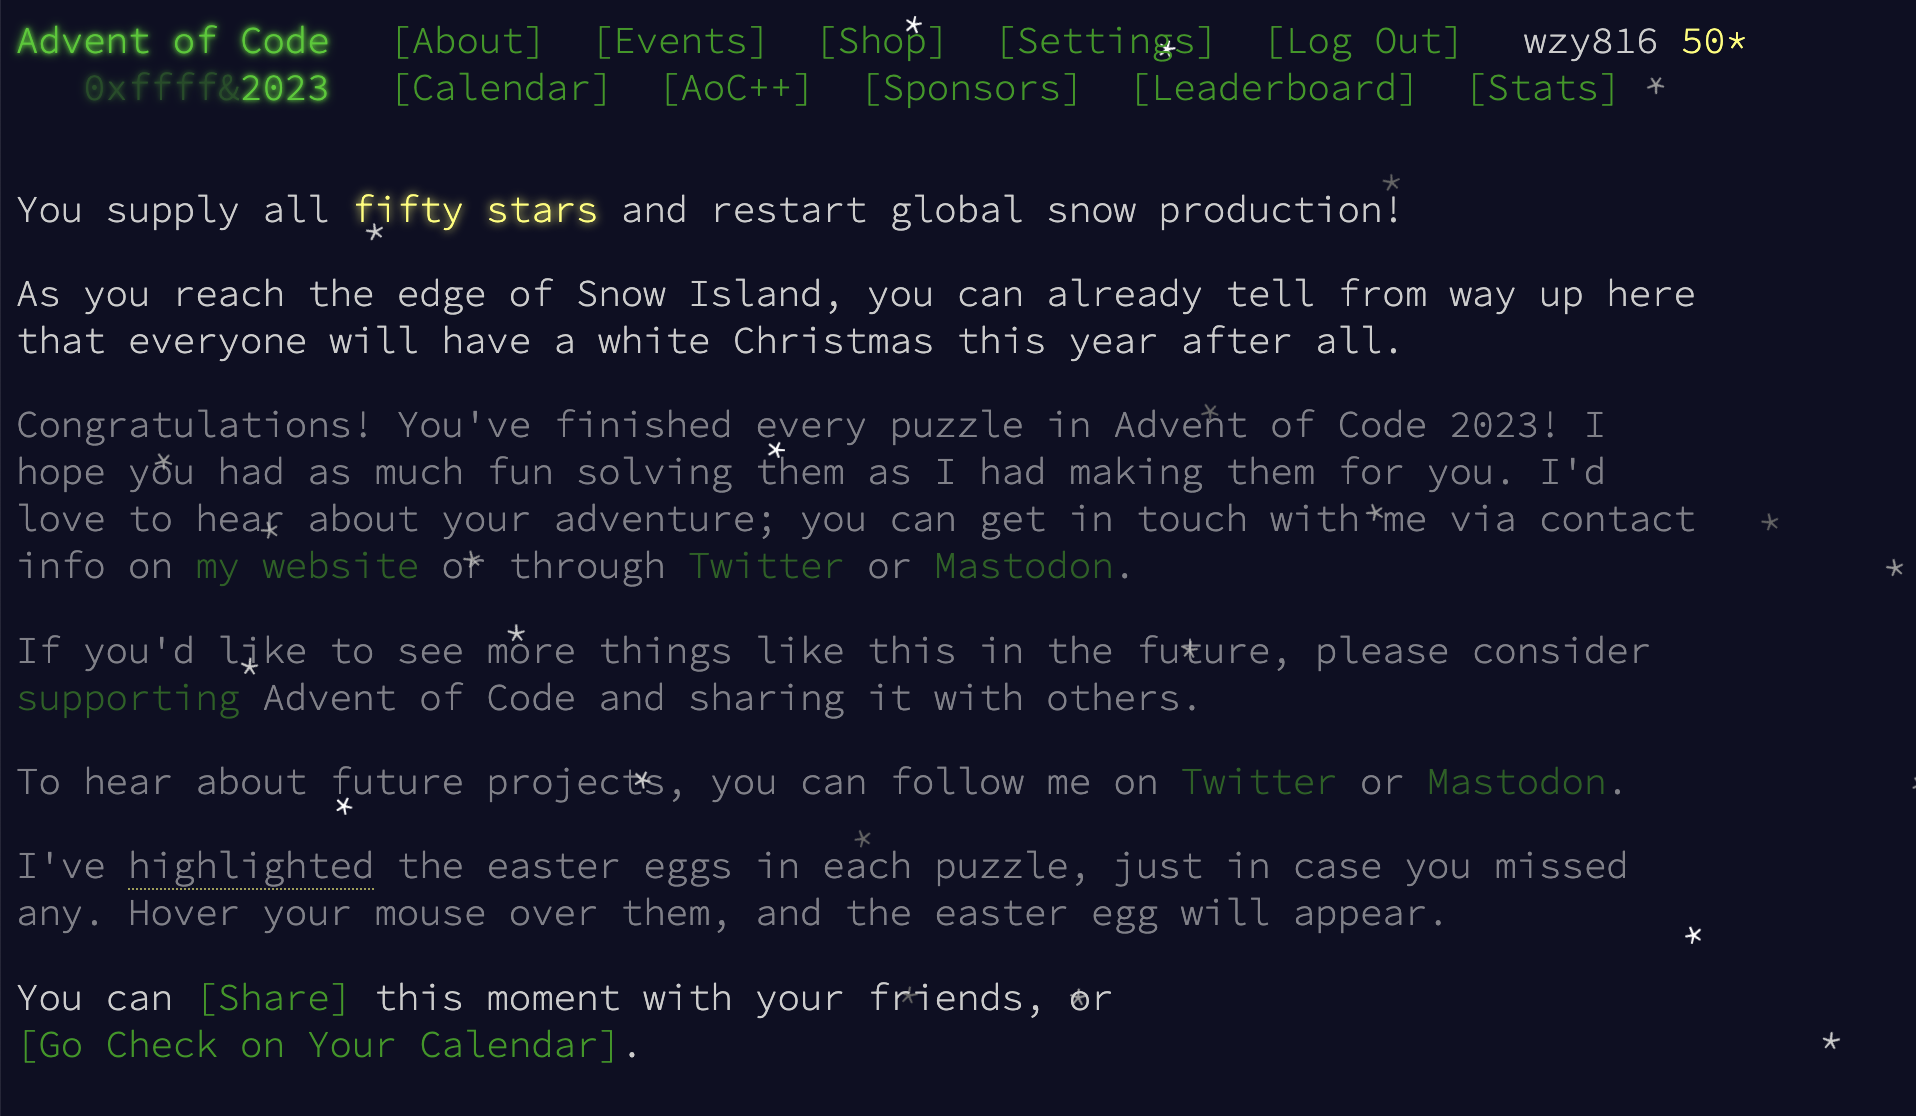 Advent of Code [About] [Events] [Shop] [Settings] [Log Out] wzy816 50*
0xffff&2023 [Calendar] [AoC++] [Sponsors] [Leaderboard] [Stats]
You supply all fifty stars and restart global snow production!
As you reach the edge of Snow Island, you can already tell from way up here
that everyone will have a white Christmas this year after all.
Congratulations! You've finished every puzzle in Advent of Code 2023! I
hope you had as much fun solving them as I had making them for you. I'd
love to hear about your adventure; you can get in touch with me via contact
info on my website or through Twitter or Mastodon.
If you'd like to see more things like this in the future, please consider
supporting Advent of Code and sharing it with others.
To hear about future projects, you can follow me on Twitter or Mastodon.
I've highlighted the easter eggs in each puzzle, just in case you missed
any. Hover your mouse over them, and the easter egg will appear.
You can [Share] this moment with your friends, or
[Go Check on Your Calendar].